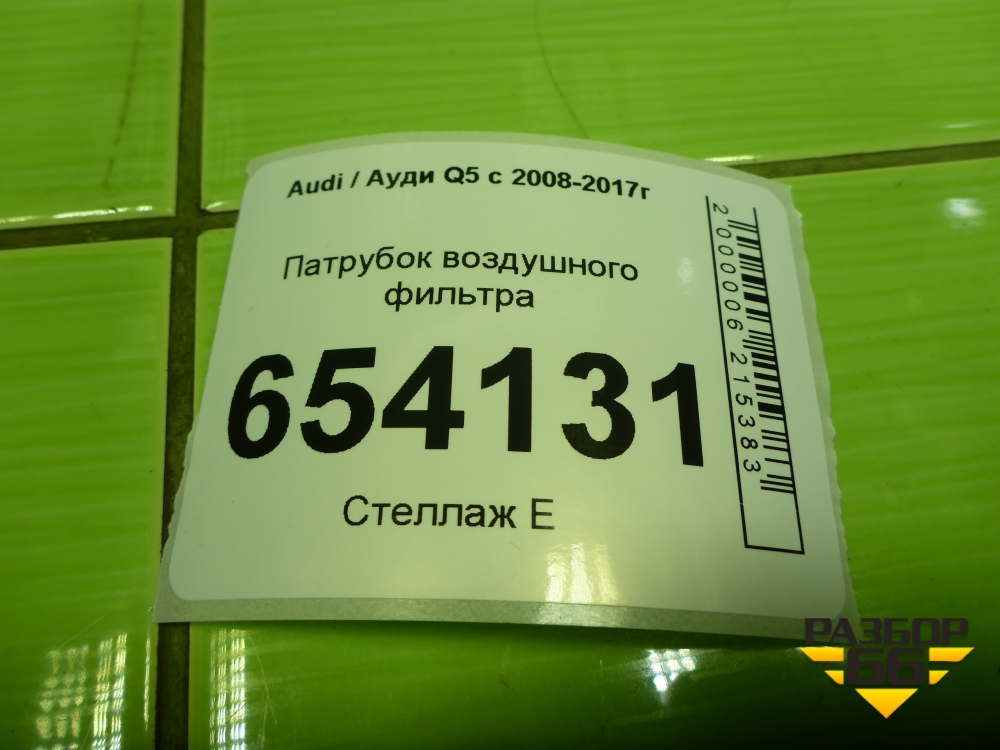 Audi / Ауди Q5 с 2008-2017г
Патрубок воздушного
фильтра
654131
Стеллаж Е
2000006215383
РАЗБОР
66